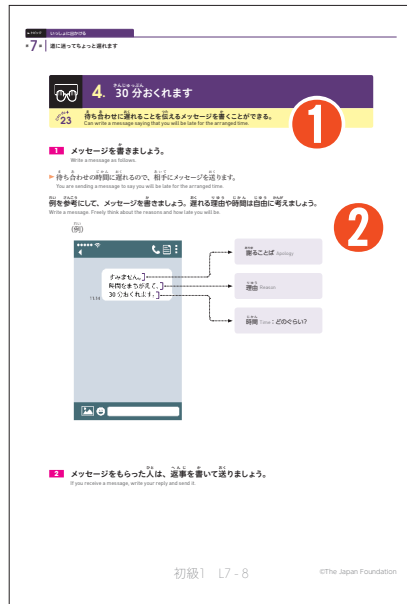 いっしょに出かける
第7課 道に迷ってちょっと遅れます
4. 30分おくれます
さんじゅっぷん
1
23
待ち合わせに遅れることを伝えるメッセージを書くことができる。
Can write a message saying that you will be late for the arranged time.
1 メッセージを書きましょう。
Write a message as follows.
▶ 待ち合わせの時間に遅れるので、相手にメッセージを送ります。
You are sending a message to say you will be late for the arranged time.
例を参考にして、メッセージを書きましょう。遅れる理由や時間は自由に考えましょう。
Write a message. Freely think about the reasons and how late you will be.
2
(例)
すみません。
時間をまちがえて、
30分おくれます。
謝ることば Apology
理由 Reason
時間 Time：どのぐらい?
2 メッセージをもらった人は、返事を書いて送りましょう。
If you receive a message, write your reply and send it.
初級1 L7 - 8
©The Japan Foundation